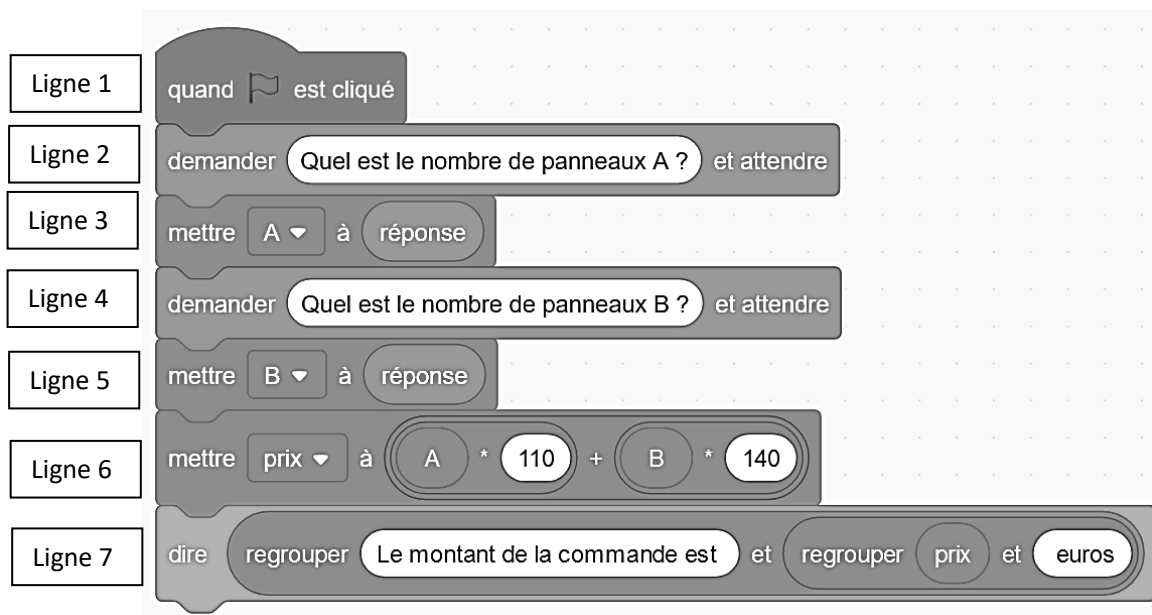 Ligne 1 quand est cliqué
Ligne 2 demander Quel est le nombre de panneaux A ? et attendre
Ligne 3 mettre A à réponse
Ligne 4 demander Quel est le nombre de panneaux B ? et attendre
Ligne 5 mettre B à réponse
Ligne 6 mettre prix à A * 110 + B * 140
Ligne 7 dire regrouper Le montant de la commande est et regrouper prix et euros